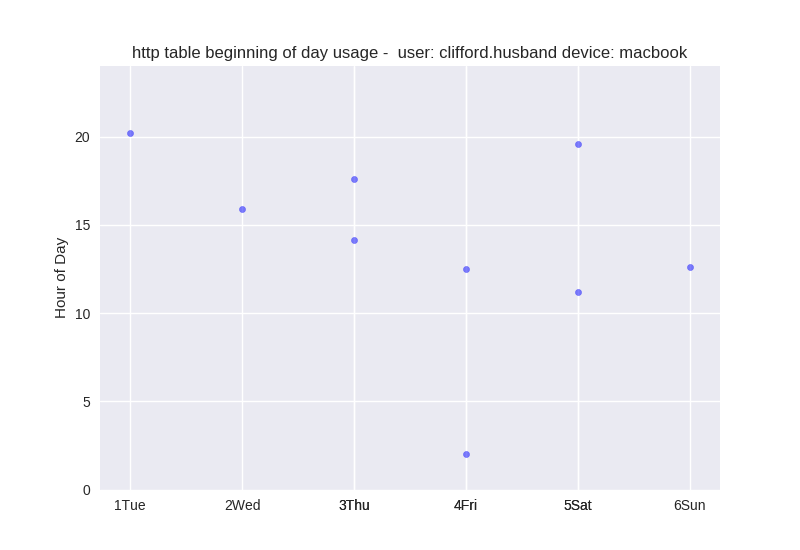 http table beginning of day usage -  user: clifford.husband device: macbook
Hour of Day
20
15
10
5
0
1Tue 2Wed 3Thu 4Fri 5Sat 6Sun